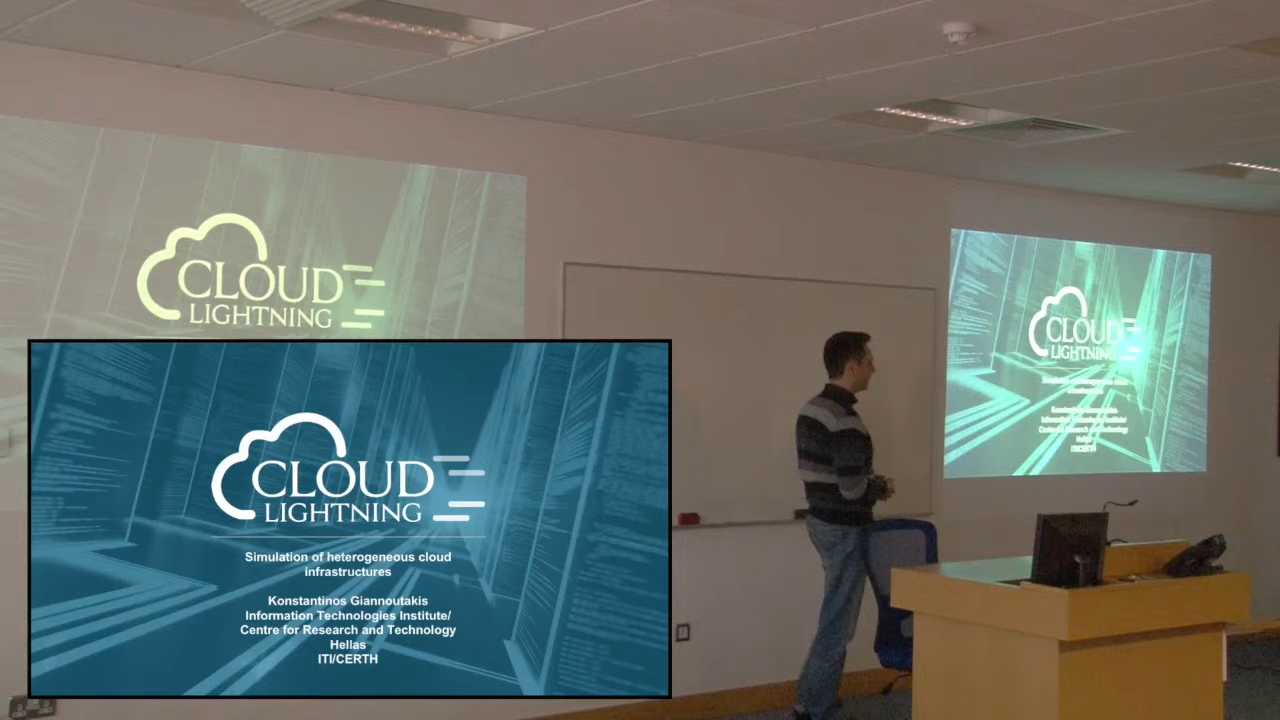 CLOUD
LIGHTNING
CLOUD
LIGHTNING
Simulation of heterogeneous cloud
infrastructures
Konstantinos Giannoutakis
Information Technologies Institute/
Centre for Research and Technology
Hellas
ITI/CERTH
CLOUD
LIGHTNING